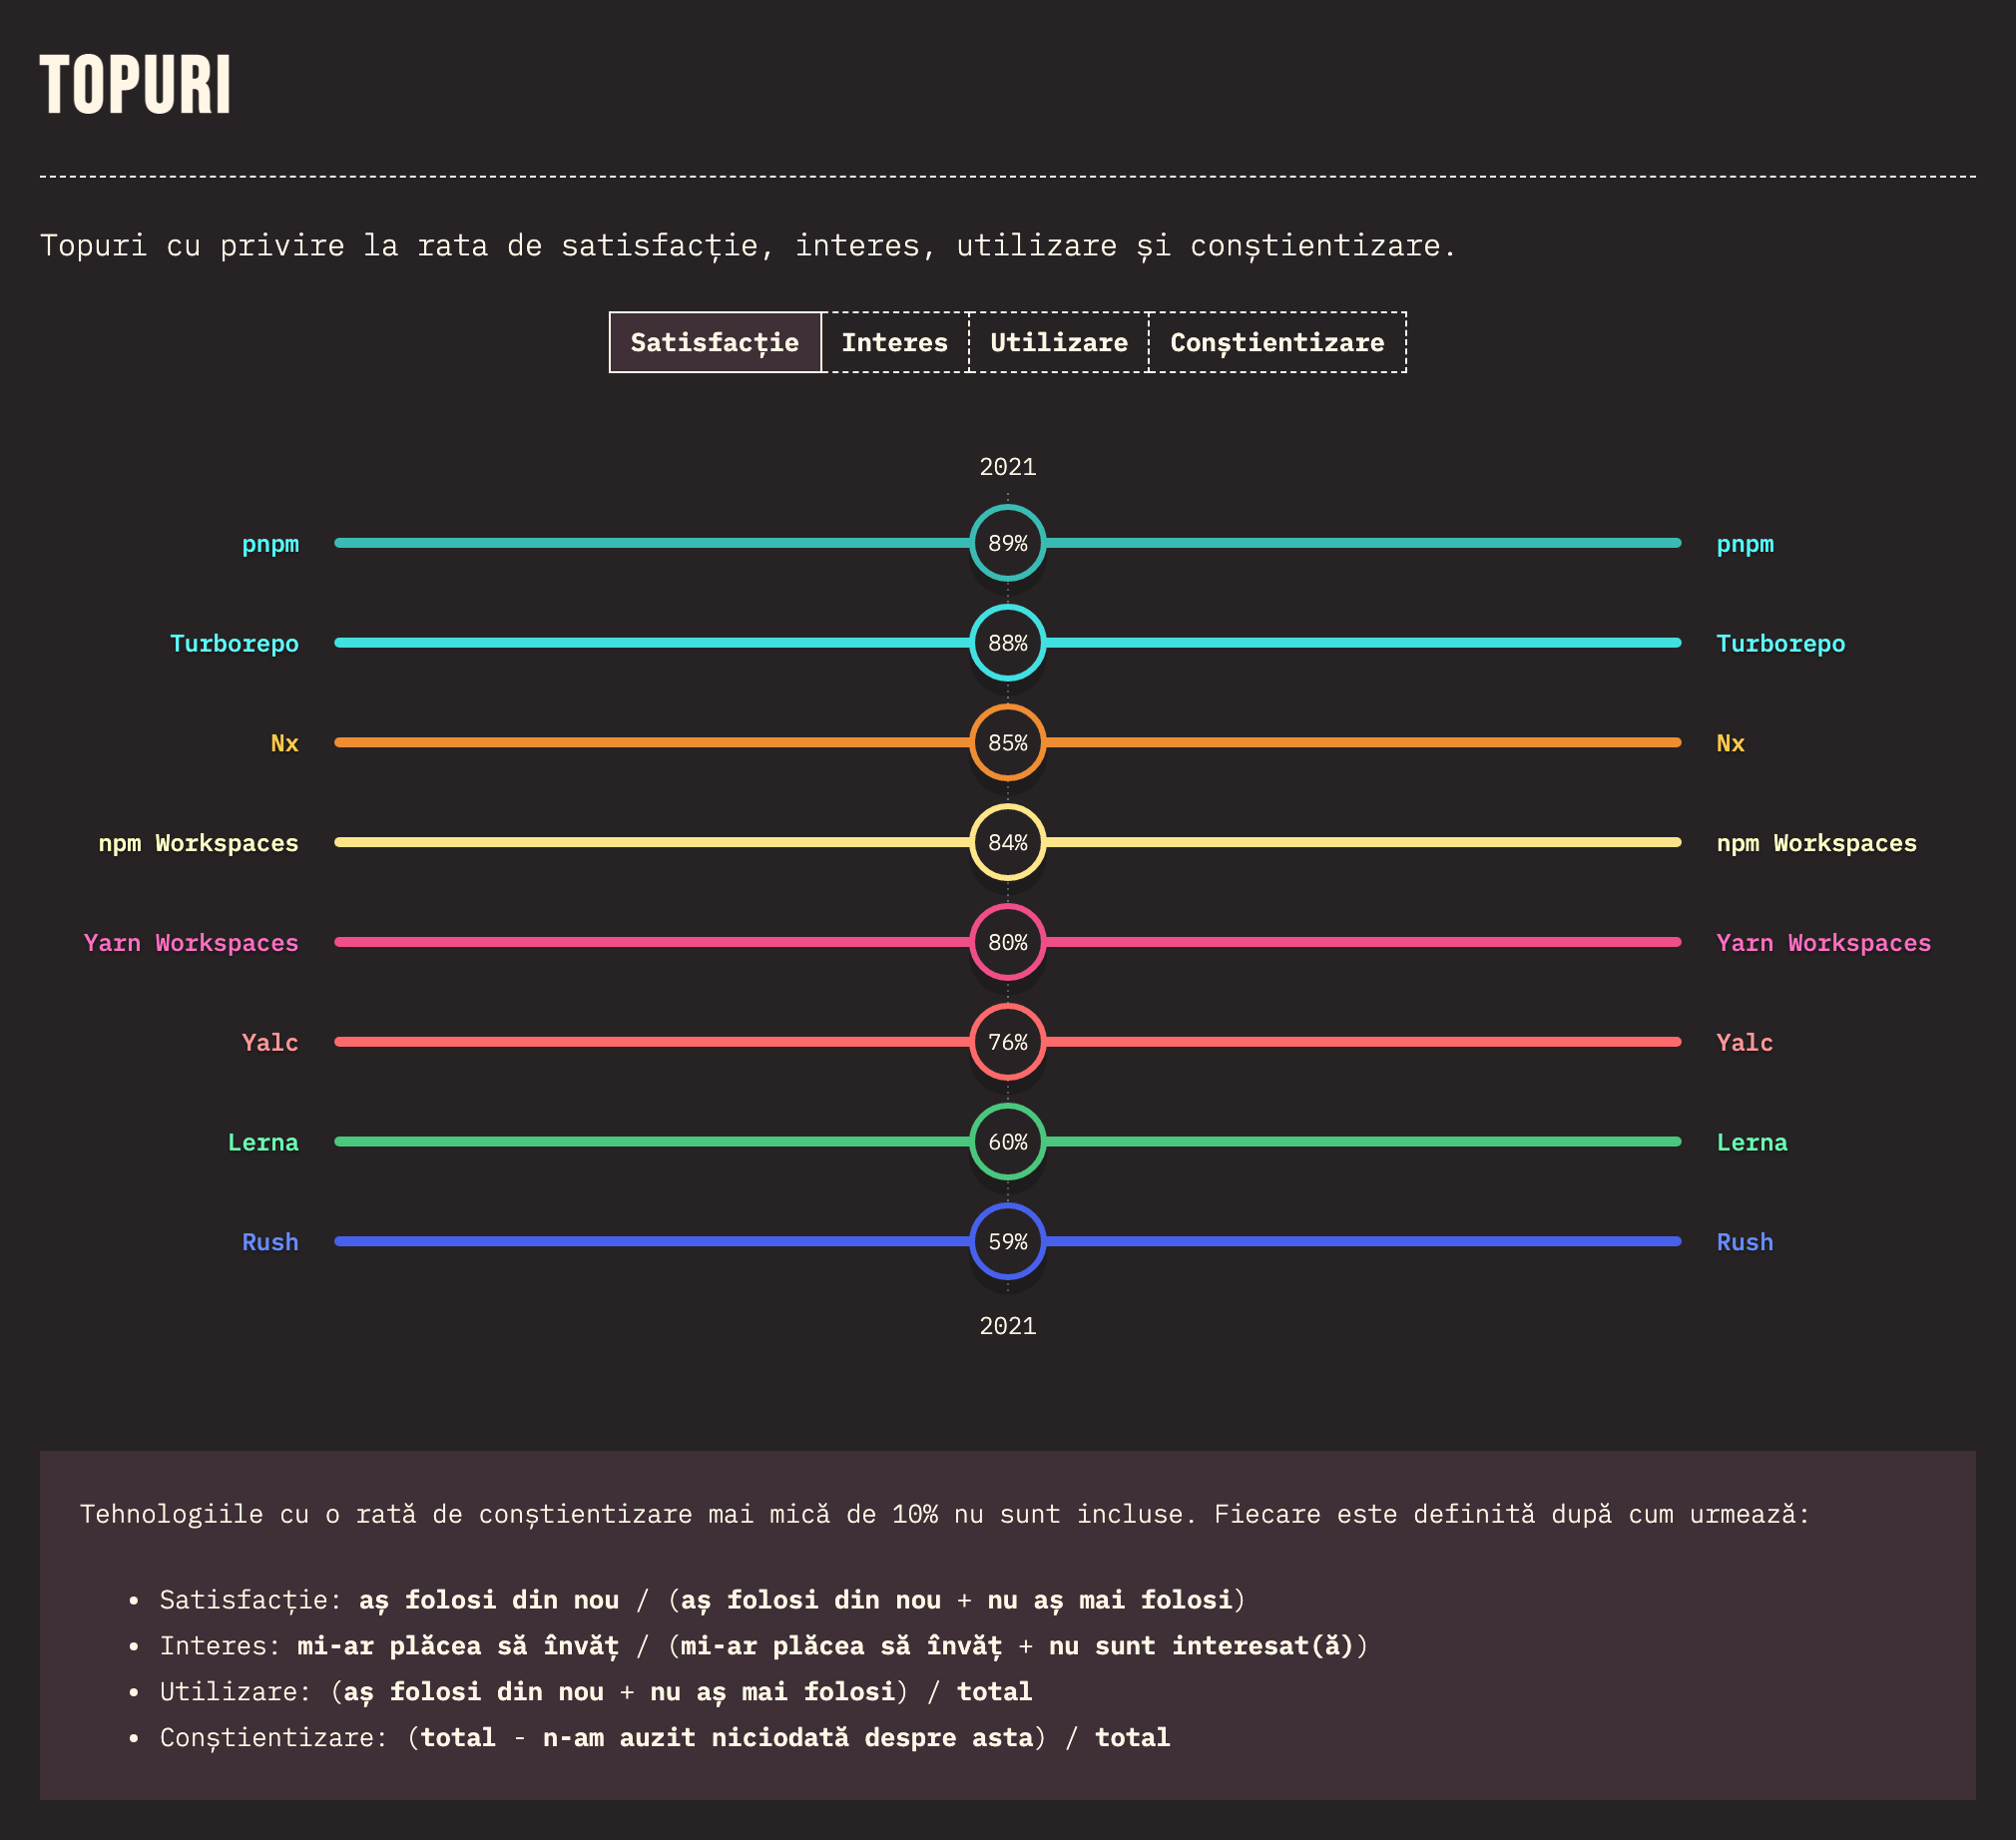 TOPURI
Topuri cu privire la rata de satisfacție, interes, utilizare și conștientizare.
Satisfacție Interes Utilizare Conștientizare
2021
pnpm 89% pnpm
Turborepo 88% Turborepo
Nx 85% Nx
npm Workspaces 84% npm Workspaces
Yarn Workspaces 80% Yarn Workspaces
Yalc 76% Yalc
Lerna 60% Lerna
Rush 59% Rush
2021
Tehnologiile cu o rată de conștientizare mai mică de 10% nu sunt incluse. Fiecare este definită după cum urmează:
• Satisfacție: aș folosi din nou / (aș folosi din nou + nu aș mai folosi)
• Interes: mi-ar plăcea să învăț / (mi-ar plăcea să învăț + nu sunt interesat(ă))
• Utilizare: (aș folosi din nou + nu aș mai folosi) / total
• Conștientizare: (total - n-am auzit niciodată despre asta) / total